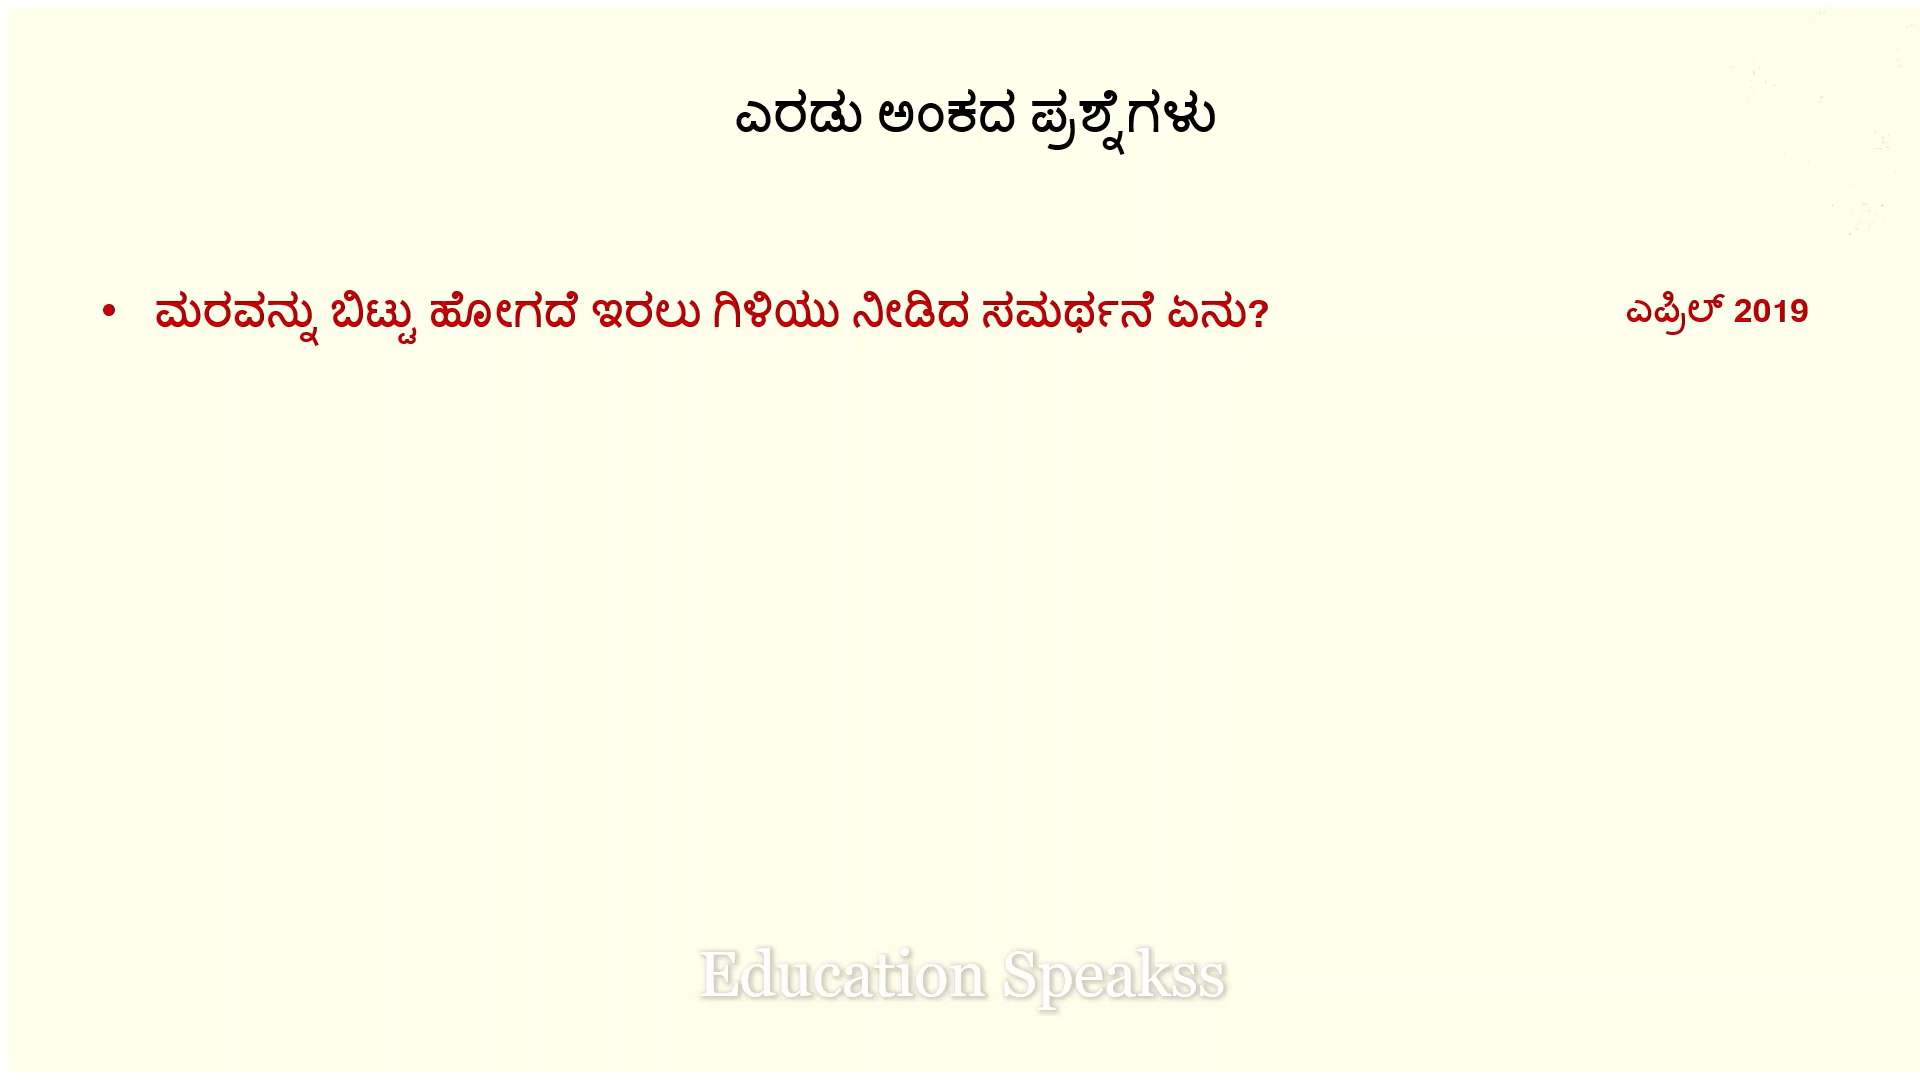 ಎರಡು ಅಂಕದ ಪ್ರಶ್ನೆಗಳು
• ಮರವನ್ನು ಬಿಟ್ಟು ಹೋಗದೆ ಇರಲು ಗಿಳಿಯು ನೀಡಿದ ಸಮರ್ಥನೆ ಏನು? ಎಪ್ರಿಲ್ 2019
Education Speakss